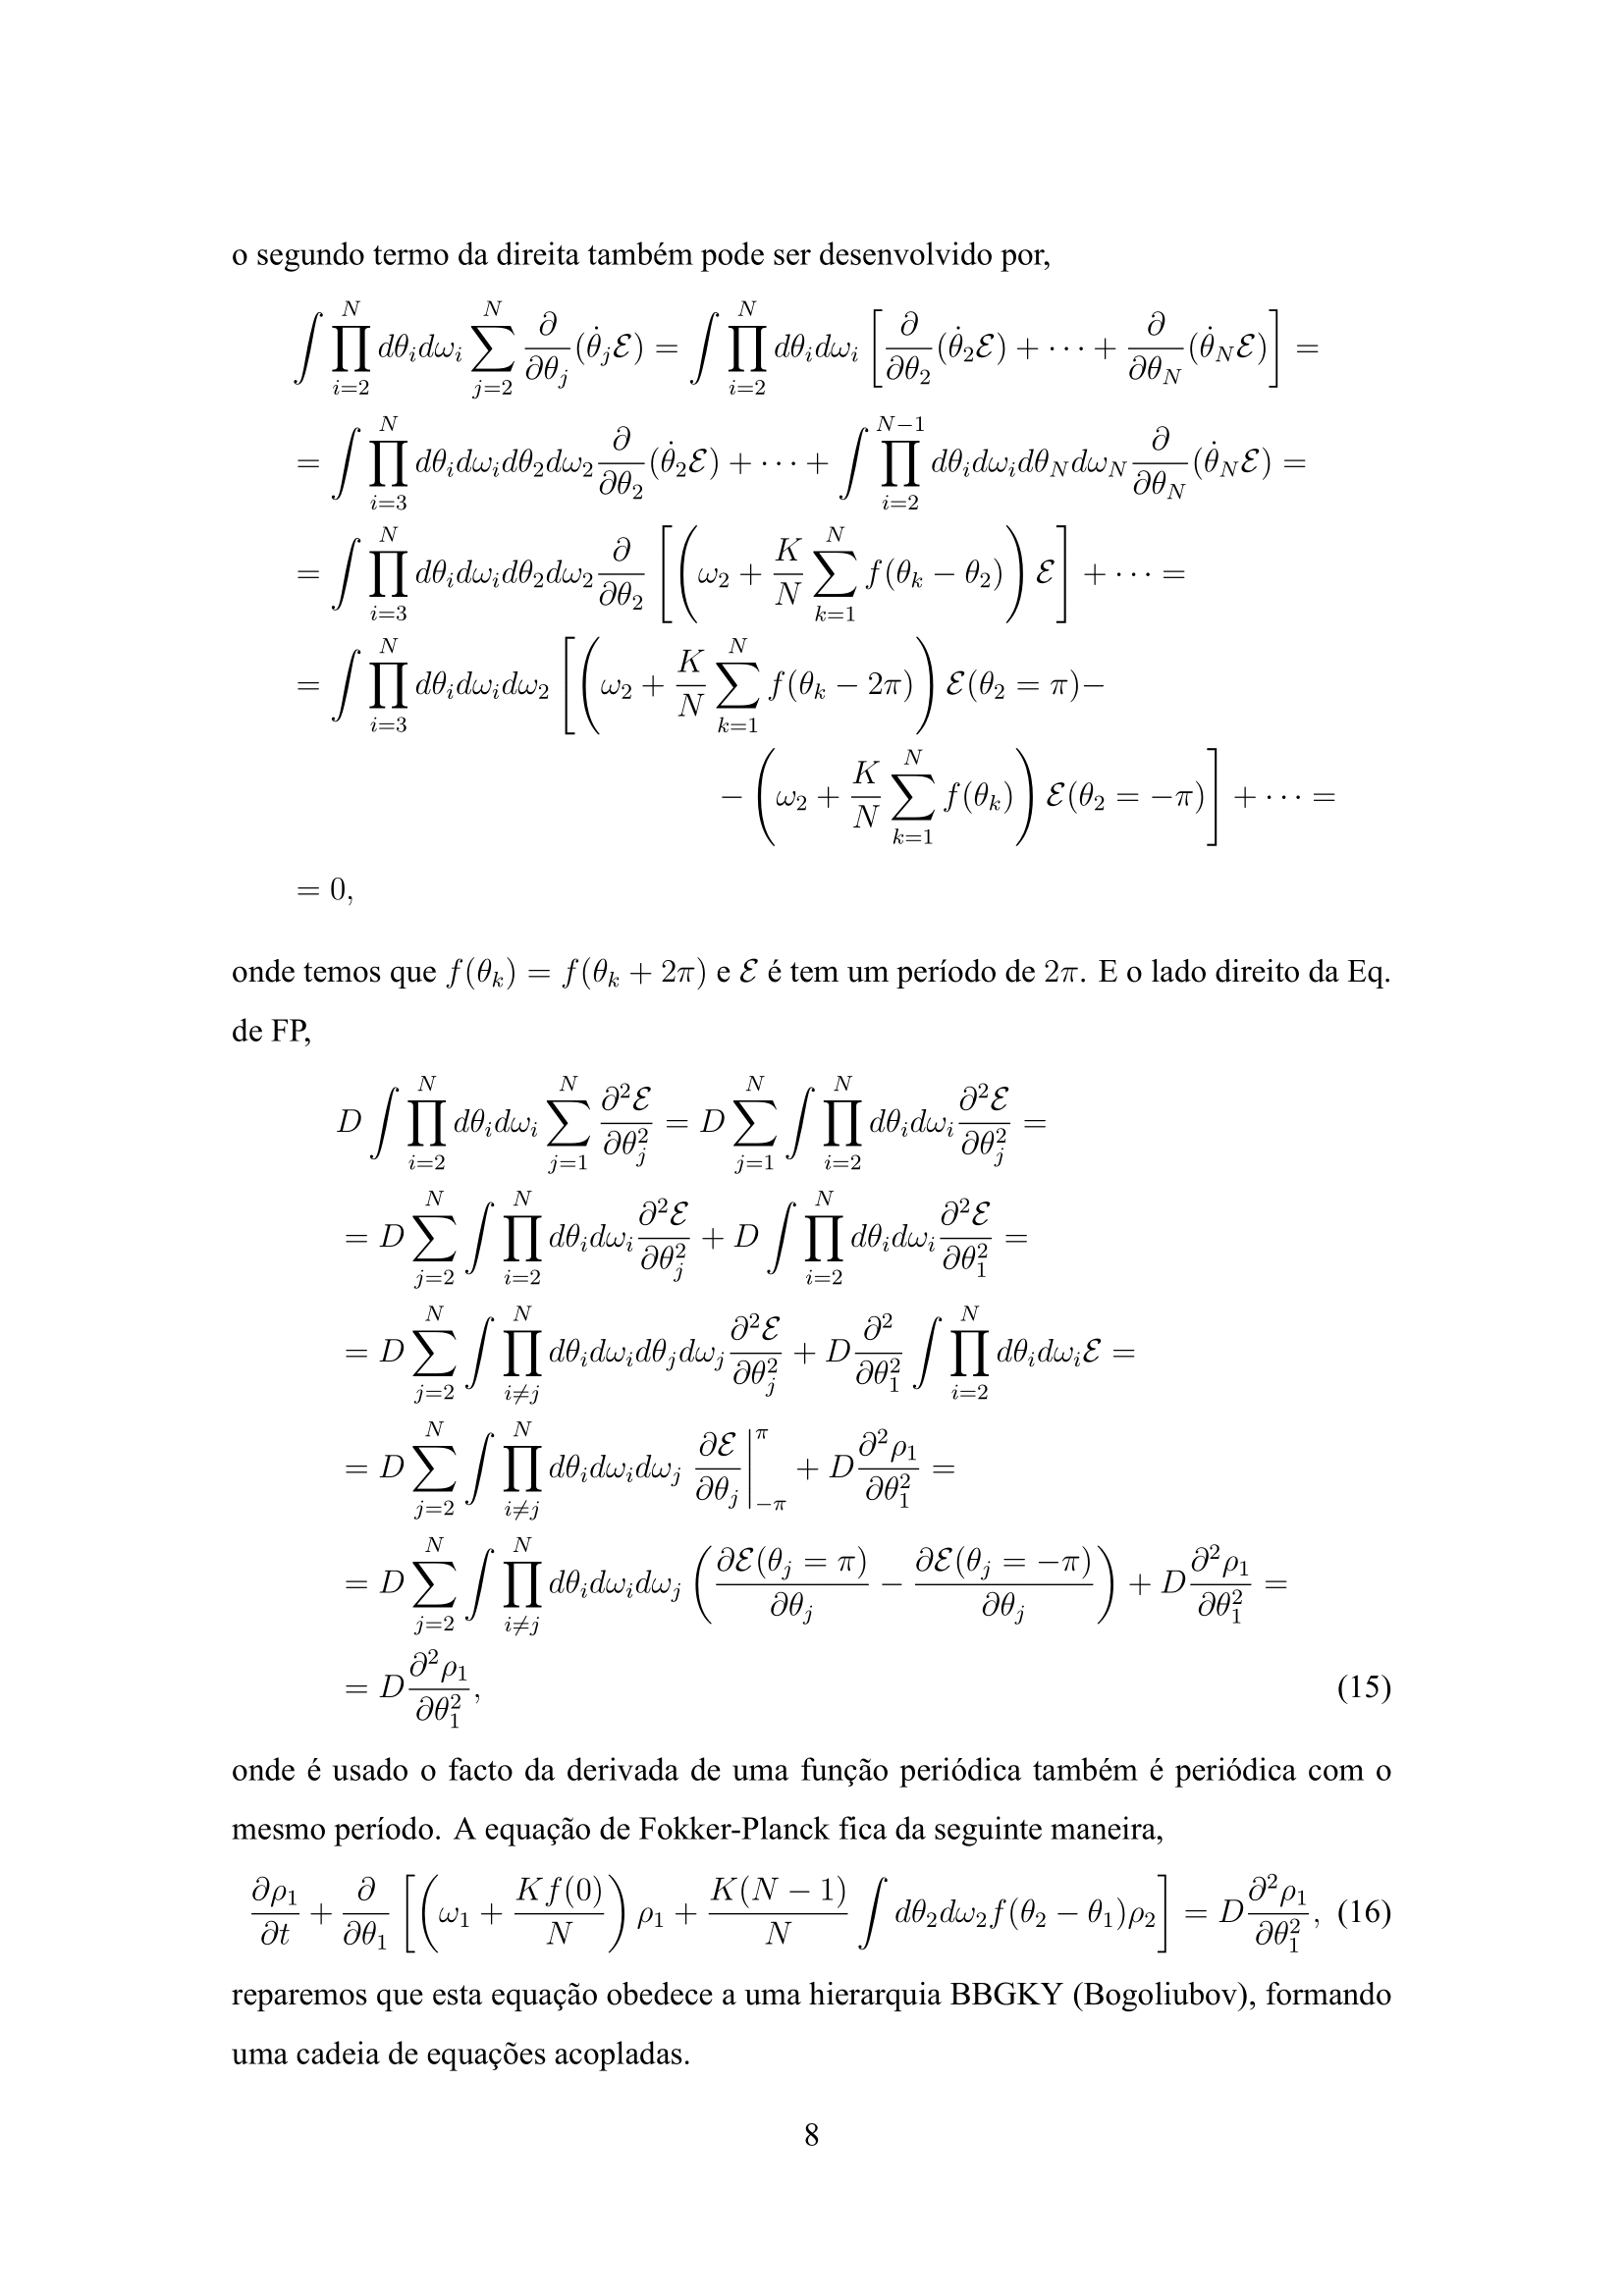 o segundo termo da direita também pode ser desenvolvido por,
$\int \prod_{i=2}^{N} d\theta_i d\omega_i \sum_{j=2}^{N} \frac{\partial}{\partial\theta_j}(\dot{\theta}_j \mathcal{E}) = \int \prod_{i=2}^{N} d\theta_i d\omega_i \left[ \frac{\partial}{\partial\theta_2}(\dot{\theta}_2 \mathcal{E}) + \cdots + \frac{\partial}{\partial\theta_N}(\dot{\theta}_N \mathcal{E}) \right] =$
$= \int \prod_{i=3}^{N} d\theta_i d\omega_i d\theta_2 d\omega_2 \frac{\partial}{\partial\theta_2}(\dot{\theta}_2 \mathcal{E}) + \cdots + \int \prod_{i=2}^{N-1} d\theta_i d\omega_i d\theta_N d\omega_N \frac{\partial}{\partial\theta_N}(\dot{\theta}_N \mathcal{E}) =$
$= \int \prod_{i=3}^{N} d\theta_i d\omega_i d\theta_2 d\omega_2 \frac{\partial}{\partial\theta_2} \left[ \left( \omega_2 + \frac{K}{N} \sum_{k=1}^{N} f(\theta_k - \theta_2) \right) \mathcal{E} \right] + \cdots =$
$= \int \prod_{i=3}^{N} d\theta_i d\omega_i d\omega_2 \left[ \left( \omega_2 + \frac{K}{N} \sum_{k=1}^{N} f(\theta_k - 2\pi) \right) \mathcal{E}(\theta_2 = \pi) - \right.$
$\left. - \left( \omega_2 + \frac{K}{N} \sum_{k=1}^{N} f(\theta_k) \right) \mathcal{E}(\theta_2 = -\pi) \right] + \cdots =$
$= 0,$
onde temos que $f(\theta_k) = f(\theta_k + 2\pi)$ e $\mathcal{E}$ é tem um período de $2\pi$. E o lado direito da Eq.
de FP,
$D \int \prod_{i=2}^{N} d\theta_i d\omega_i \sum_{j=1}^{N} \frac{\partial^2 \mathcal{E}}{\partial\theta_j^2} = D \sum_{j=1}^{N} \int \prod_{i=2}^{N} d\theta_i d\omega_i \frac{\partial^2 \mathcal{E}}{\partial\theta_j^2} =$
$= D \sum_{j=2}^{N} \int \prod_{i=2}^{N} d\theta_i d\omega_i \frac{\partial^2 \mathcal{E}}{\partial\theta_j^2} + D \int \prod_{i=2}^{N} d\theta_i d\omega_i \frac{\partial^2 \mathcal{E}}{\partial\theta_1^2} =$
$= D \sum_{j=2}^{N} \int \prod_{i \neq j}^{N} d\theta_i d\omega_i d\theta_j d\omega_j \frac{\partial^2 \mathcal{E}}{\partial\theta_j^2} + D \frac{\partial^2}{\partial\theta_1^2} \int \prod_{i=2}^{N} d\theta_i d\omega_i \mathcal{E} =$
$= D \sum_{j=2}^{N} \int \prod_{i \neq j}^{N} d\theta_i d\omega_i d\omega_j \left. \frac{\partial \mathcal{E}}{\partial\theta_j} \right|_{-\pi}^{\pi} + D \frac{\partial^2 \rho_1}{\partial\theta_1^2} =$
$= D \sum_{j=2}^{N} \int \prod_{i \neq j}^{N} d\theta_i d\omega_i d\omega_j \left( \frac{\partial \mathcal{E}(\theta_j = \pi)}{\partial\theta_j} - \frac{\partial \mathcal{E}(\theta_j = -\pi)}{\partial\theta_j} \right) + D \frac{\partial^2 \rho_1}{\partial\theta_1^2} =$
$= D \frac{\partial^2 \rho_1}{\partial\theta_1^2},$ (15)
onde é usado o facto da derivada de uma função periódica também é periódica com o
mesmo período. A equação de Fokker-Planck fica da seguinte maneira,
$\frac{\partial \rho_1}{\partial t} + \frac{\partial}{\partial\theta_1} \left[ \left( \omega_1 + \frac{K f(0)}{N} \right) \rho_1 + \frac{K(N-1)}{N} \int d\theta_2 d\omega_2 f(\theta_2 - \theta_1) \rho_2 \right] = D \frac{\partial^2 \rho_1}{\partial\theta_1^2},$ (16)
reparemos que esta equação obedece a uma hierarquia BBGKY (Bogoliubov), formando
uma cadeia de equações acopladas.
8